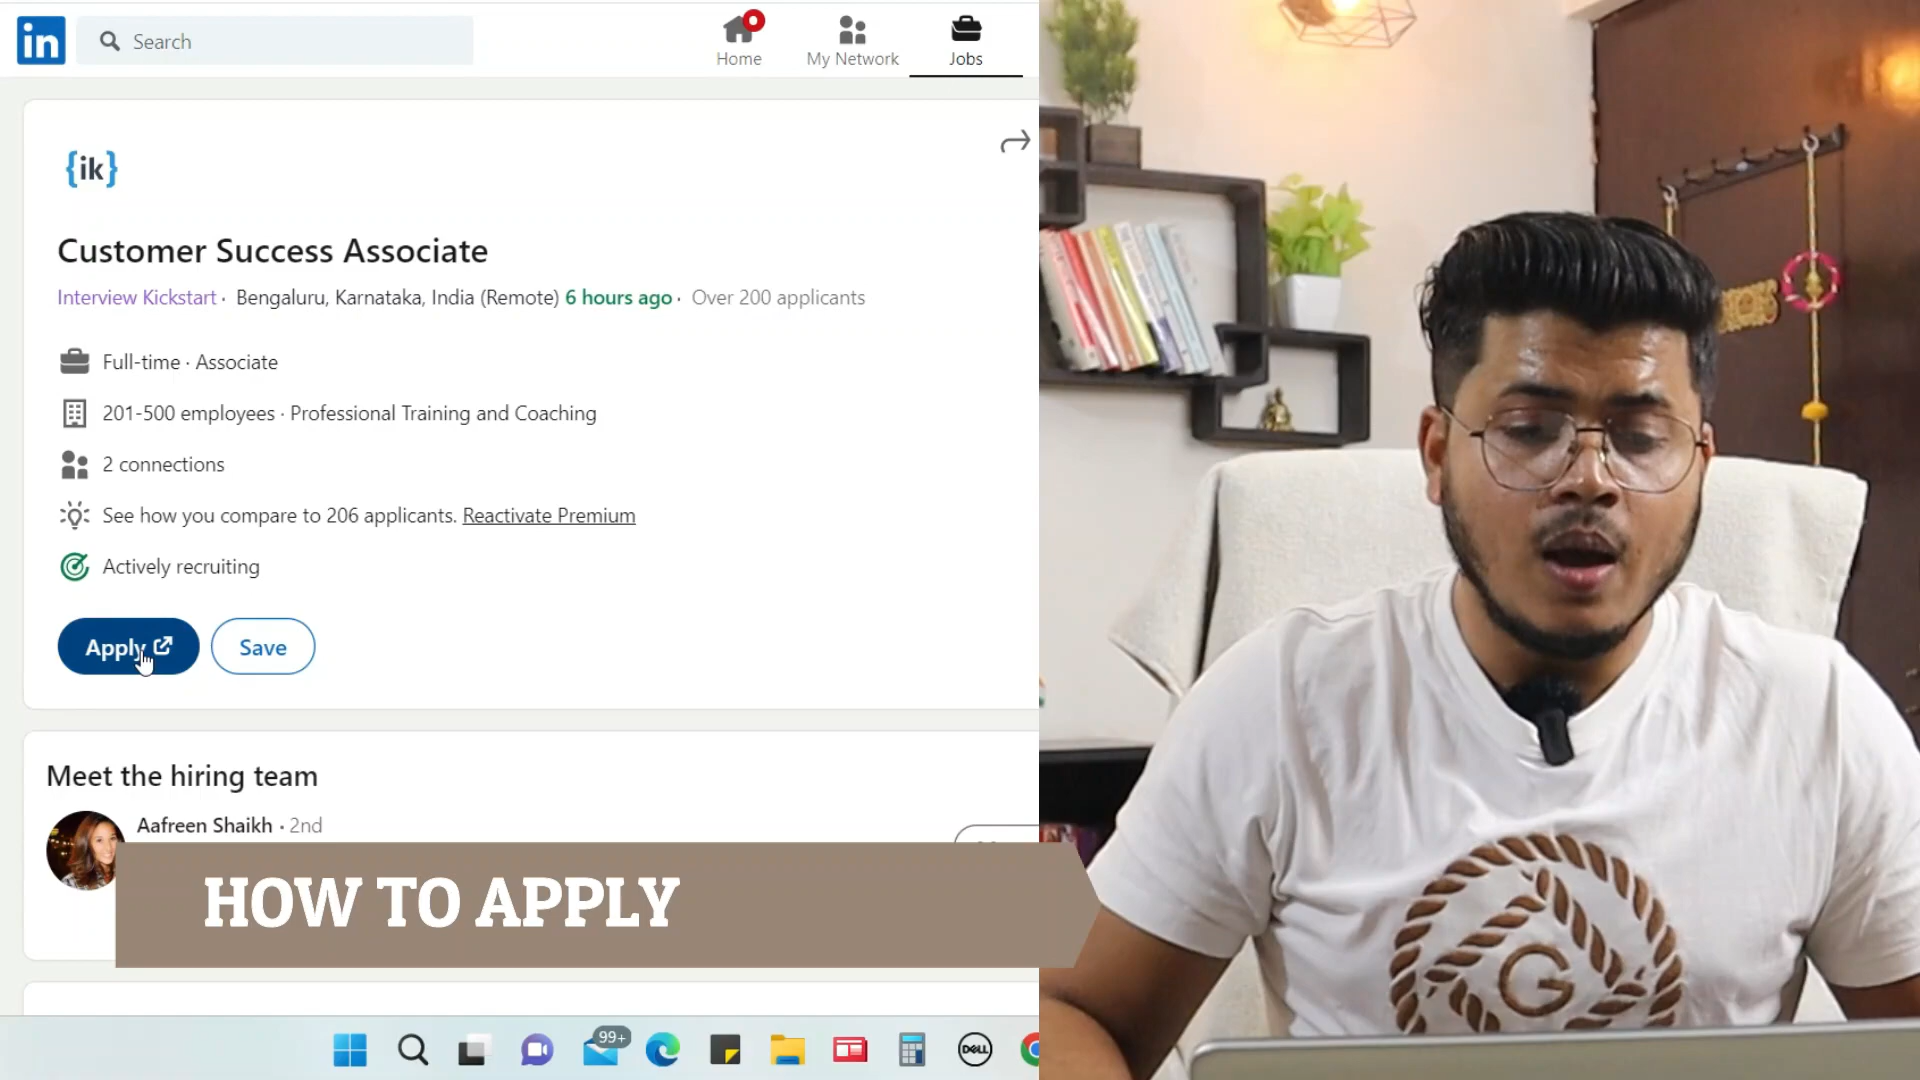 in
Search
Home
My Network
Jobs
{ik}
Customer Success Associate
Interview Kickstart · Bengaluru, Karnataka, India (Remote) 6 hours ago · Over 200 applicants
Full-time · Associate
201-500 employees · Professional Training and Coaching
2 connections
See how you compare to 206 applicants. Reactivate Premium
Actively recruiting
Apply
Save
Meet the hiring team
Aafreen Shaikh · 2nd
HOW TO APPLY
99+
DELL
G